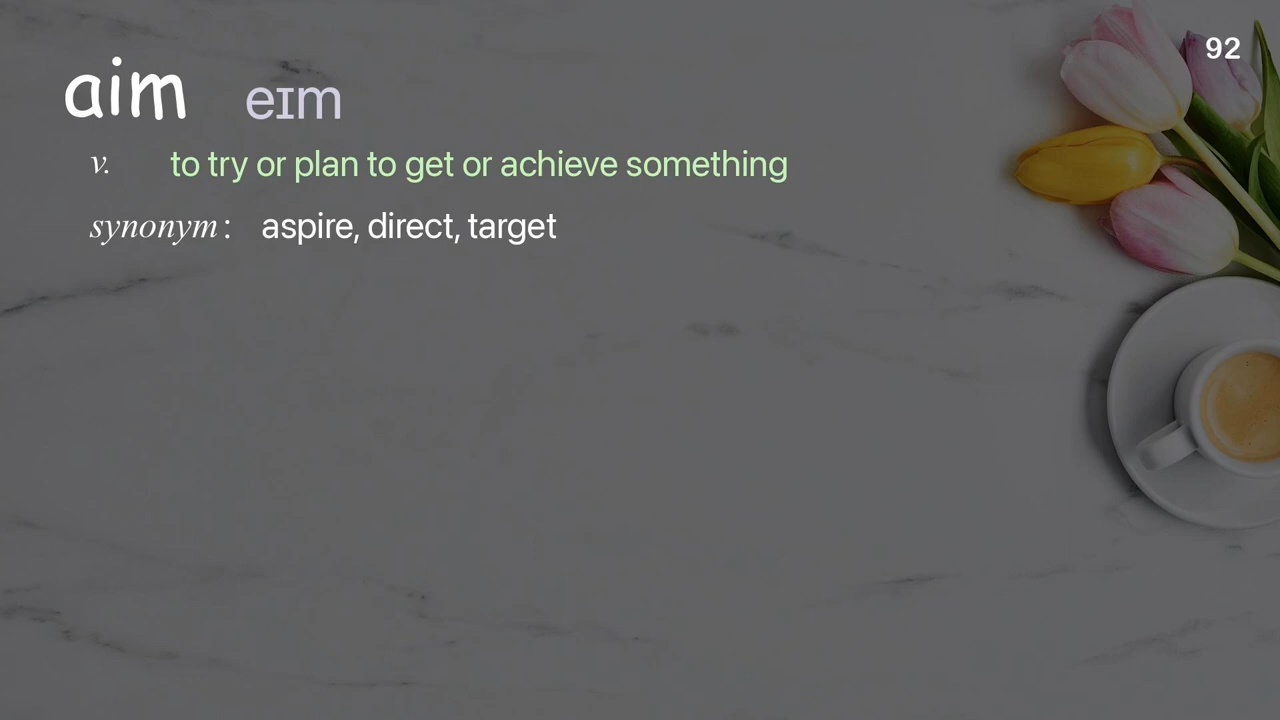 92
aim eɪm
v. to try or plan to get or achieve something
synonym: aspire, direct, target